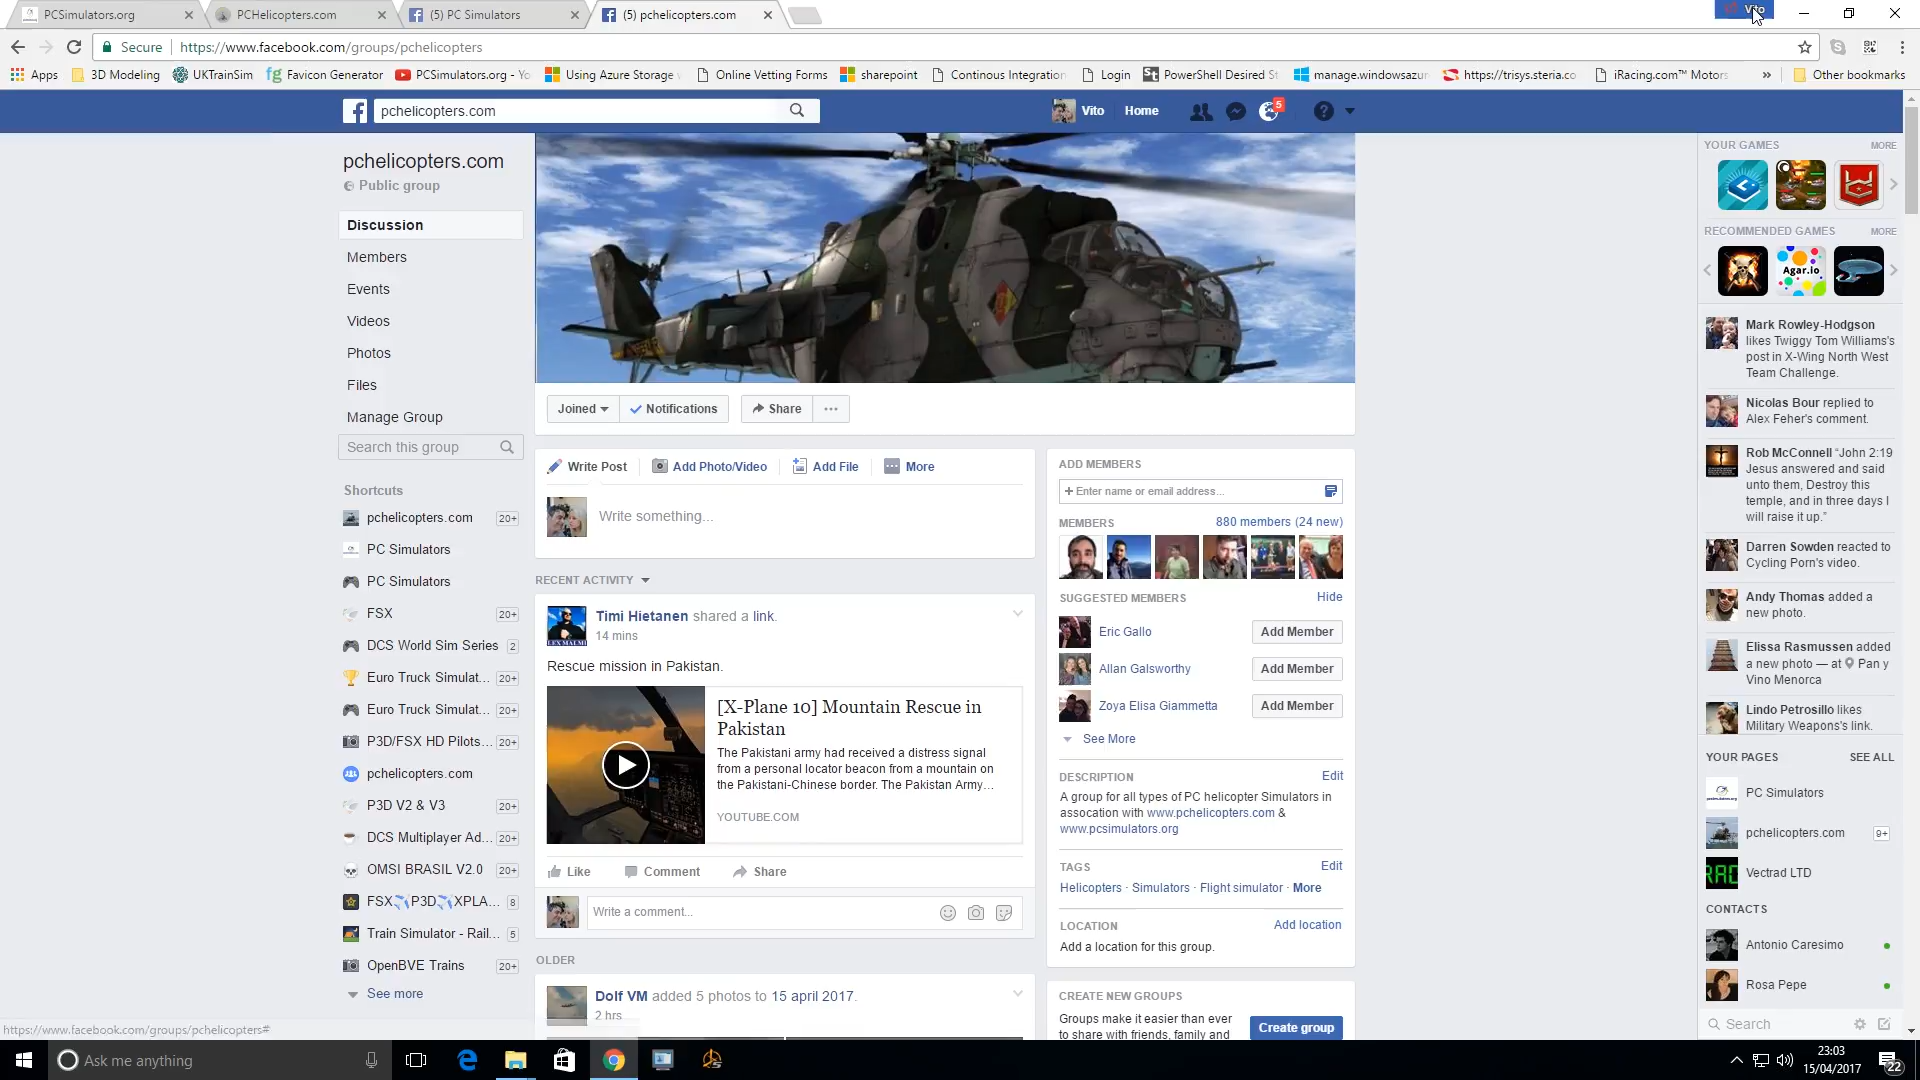 PCSimulators.org
PCHelicopters.com
(5) PC Simulators
(5) pchelicopters.com
Vito
Secure
https://www.facebook.com/groups/pchelicopters
Apps
3D Modeling
UKTrainSim
Favicon Generator
PCSimulators.org - Yo
Using Azure Storage
Online Vetting Forms
sharepoint
Continous Integration
Login
PowerShell Desired St
manage.windowsazur
https://trisys.steria.co
iRacing.com™ Motors
»
Other bookmarks
pchelicopters.com
Vito
Home
5
pchelicopters.com
Public group
Discussion
Members
Events
Videos
Photos
Files
Manage Group
Search this group
Shortcuts
pchelicopters.com 20+
PC Simulators
PC Simulators
FSX 20+
DCS World Sim Series 2
Euro Truck Simulat... 20+
Euro Truck Simulat... 20+
P3D/FSX HD Pilots... 20+
pchelicopters.com
P3D V2 & V3 20+
DCS Multiplayer Ad... 20+
OMSI BRASIL V2.0 20+
FSX✈P3D✈XPLA... 8
Train Simulator - Rail... 5
OpenBVE Trains 20+
See more
https://www.facebook.com/groups/pchelicopters#
Joined
Notifications
Share
Write Post
Add Photo/Video
Add File
More
Write something...
RECENT ACTIVITY
Timi Hietanen shared a link.
14 mins
Rescue mission in Pakistan.
[X-Plane 10] Mountain Rescue in
Pakistan
The Pakistani army had received a distress signal
from a personal locator beacon from a mountain on
the Pakistani-Chinese border. The Pakistan Army...
YOUTUBE.COM
Like
Comment
Share
Write a comment...
OLDER
Dolf VM added 5 photos to 15 april 2017.
2 hrs
ADD MEMBERS
+ Enter name or email address...
MEMBERS
880 members (24 new)
SUGGESTED MEMBERS
Hide
Eric Gallo
Add Member
Allan Galsworthy
Add Member
Zoya Elisa Giammetta
Add Member
See More
DESCRIPTION
Edit
A group for all types of PC helicopter Simulators in
assocation with www.pchelicopters.com &
www.pcsimulators.org
TAGS
Edit
Helicopters · Simulators · Flight simulator · More
LOCATION
Add location
Add a location for this group.
CREATE NEW GROUPS
Groups make it easier than ever
to share with friends, family and
Create group
YOUR GAMES
MORE
RECOMMENDED GAMES
MORE
Agar.io
Mark Rowley-Hodgson
likes Twiggy Tom Williams's
post in X-Wing North West
Team Challenge.
Nicolas Bour replied to
Alex Feher's comment.
Rob McConnell “John 2:19
Jesus answered and said
unto them, Destroy this
temple, and in three days I
will raise it up.”
Darren Sowden reacted to
Cycling Porn's video.
Andy Thomas added a
new photo.
Elissa Rasmussen added
a new photo — at Pan y
Vino Menorca
Lindo Petrosillo likes
Military Weapons's link.
YOUR PAGES
SEE ALL
PC Simulators
pchelicopters.com 9+
Vectrad LTD
CONTACTS
Antonio Caresimo
Rosa Pepe
Search
Ask me anything
23:03
15/04/2017
22